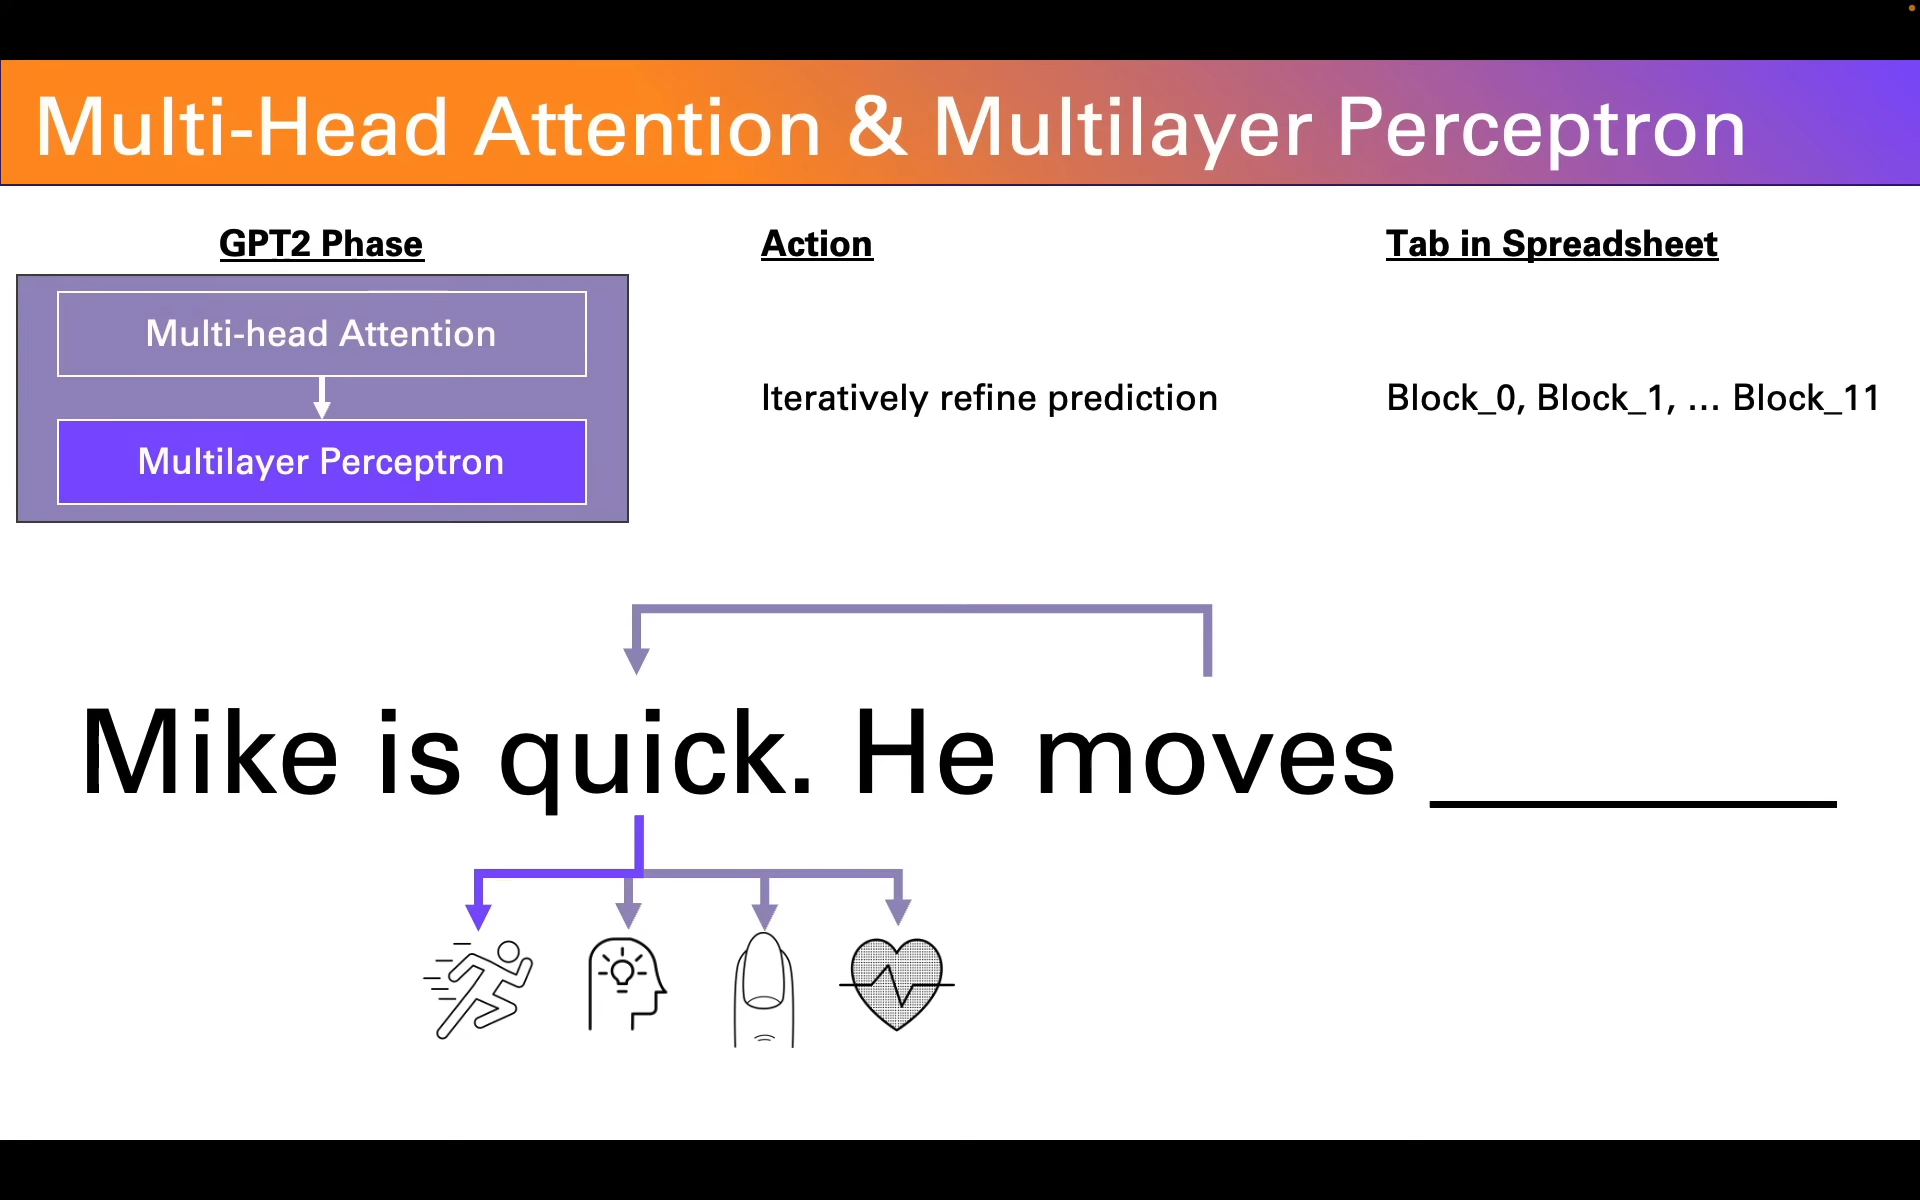 Multi-Head Attention & Multilayer Perceptron
GPT2 Phase
Action
Tab in Spreadsheet
Multi-head Attention
Iteratively refine prediction
Block_0, Block_1, ... Block_11
Multilayer Perceptron
Mike is quick. He moves ________